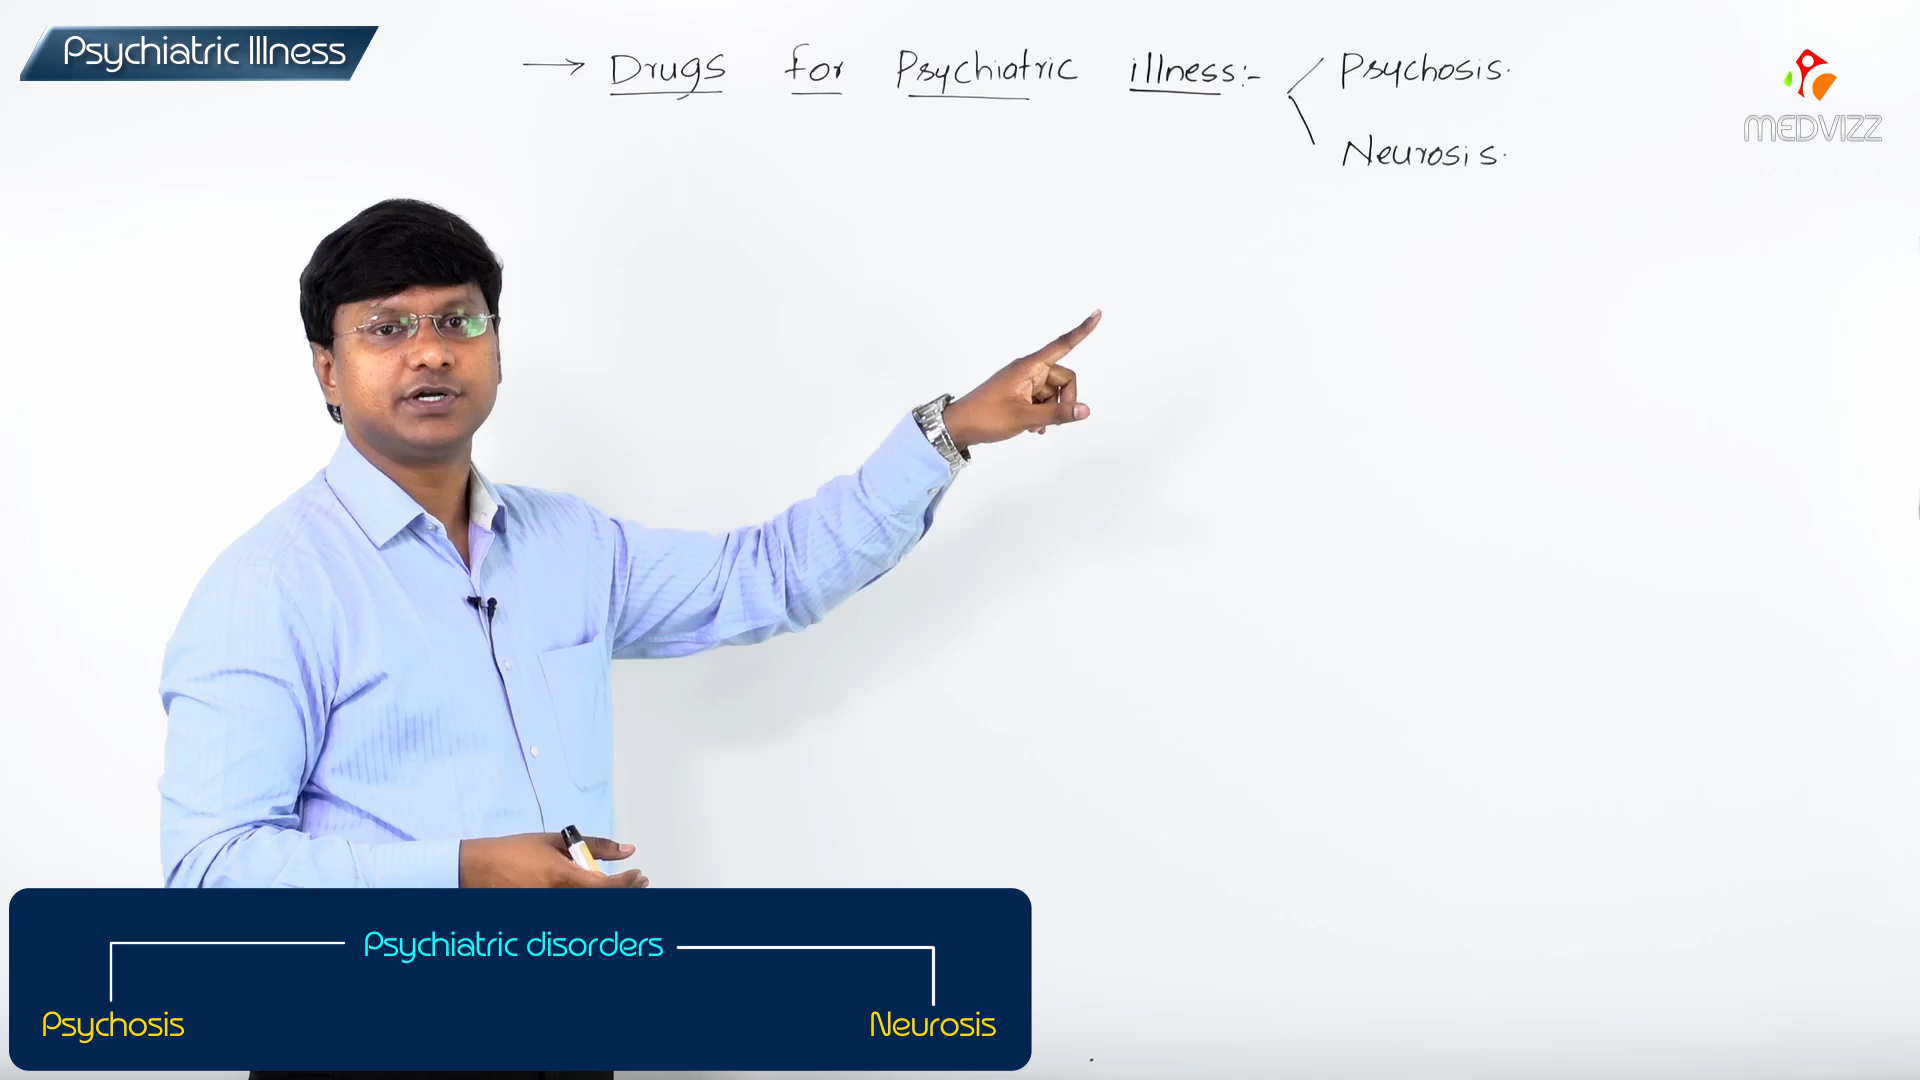 Psychiatric Illness
→ Drugs for Psychiatric illness:- Psychosis.
Neurosis.
MEDVIZZ
Psychiatric disorders
Psychosis
Neurosis